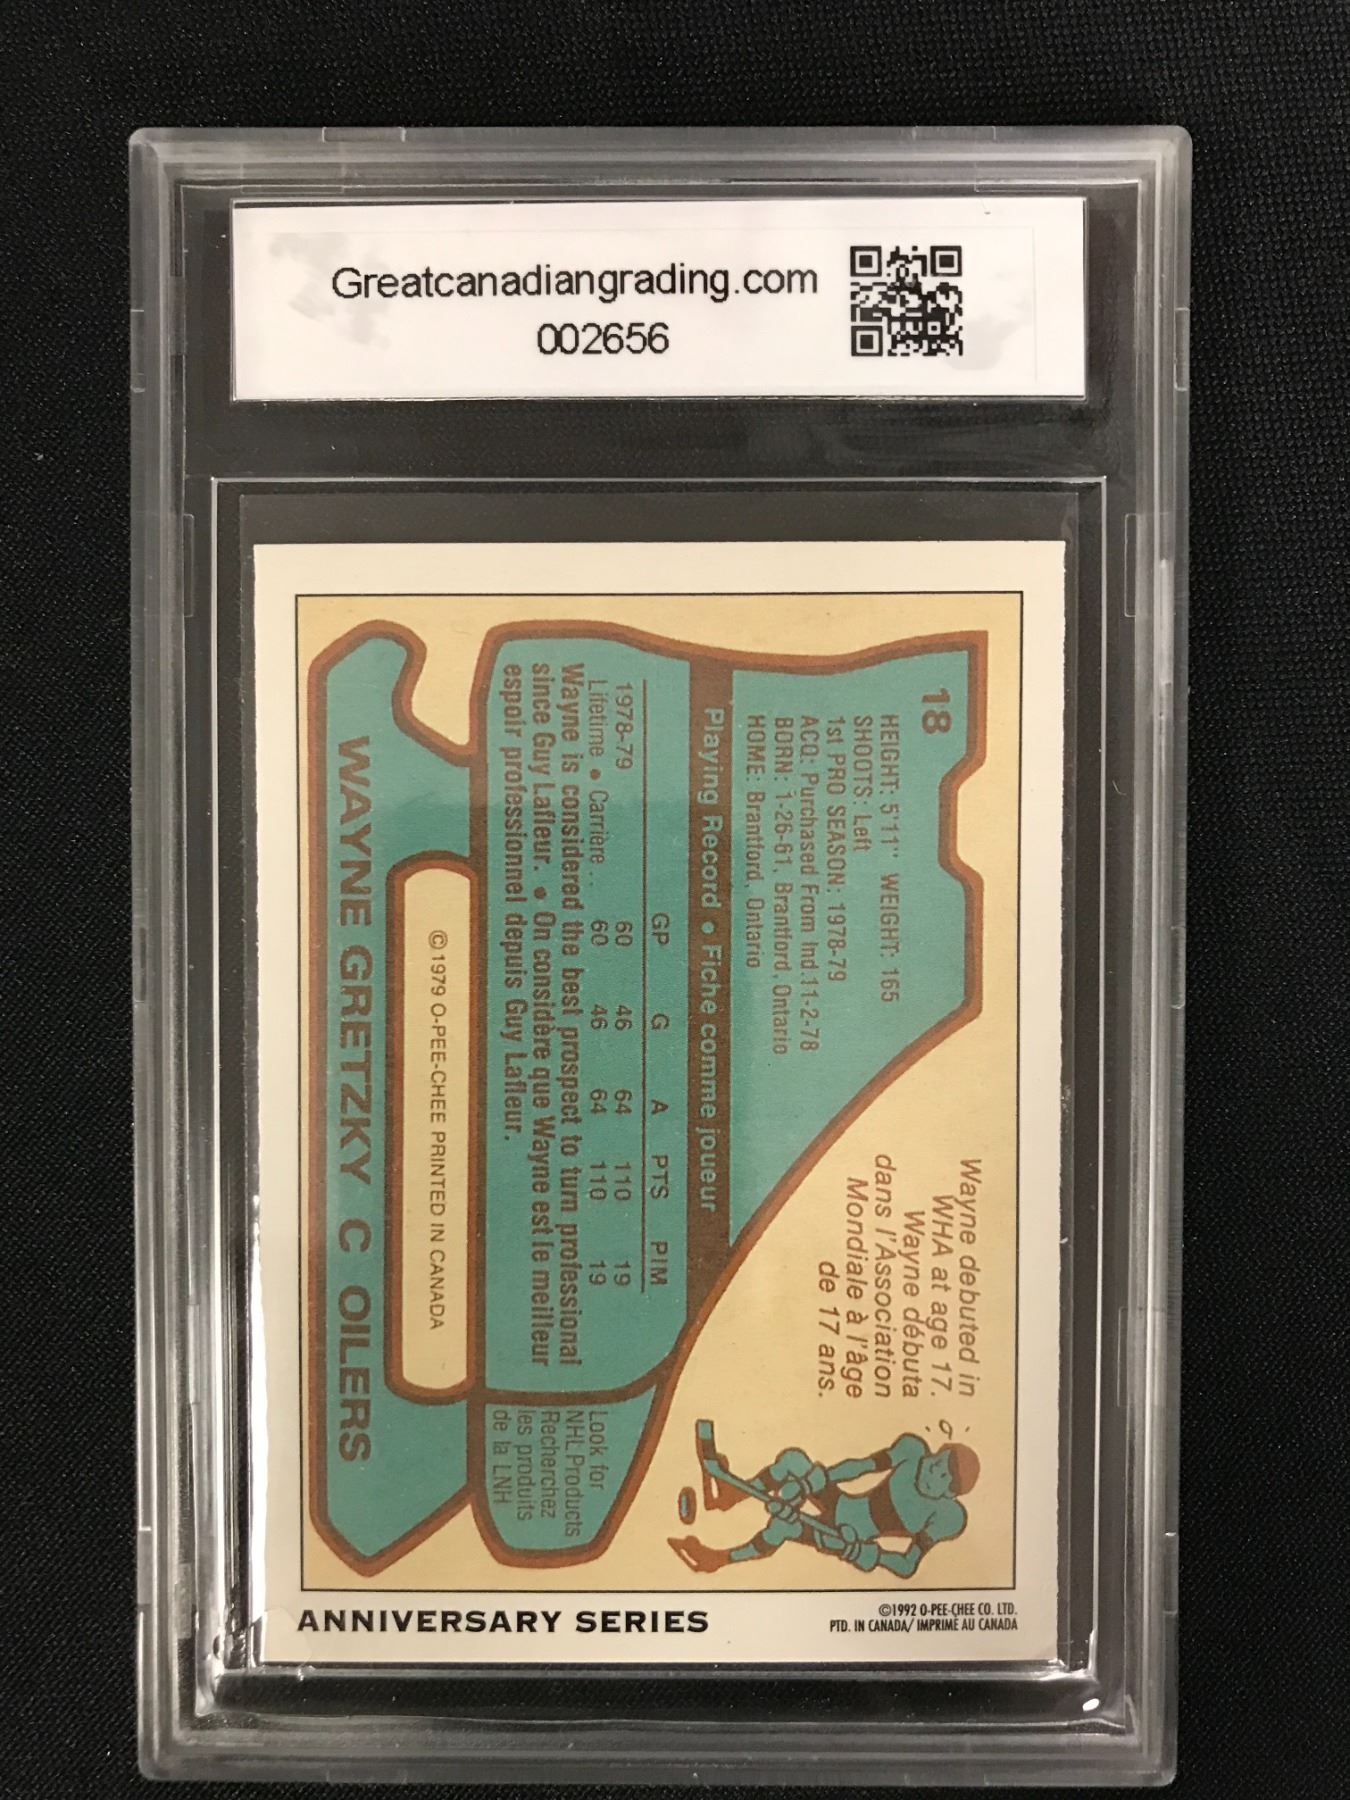 Greatcanadiangrading.com
002656
18
HEIGHT: 5'11" WEIGHT: 165
SHOOTS: Left
1st PRO SEASON: 1978-79
ACQ: Purchased From Ind.11-2-78
BORN: 1-26-61, Brantford, Ontario
HOME: Brantford, Ontario
Wayne debuted in
WHA at age 17.
Wayne débuta
dans l'Association
Mondiale à l'âge
de 17 ans.
Playing Record • Fiche comme joueur
GP G A PTS PIM
1978-79 60 46 64 110 19
Lifetime • Carrière . . 60 46 64 110 19
Wayne is considered the best prospect to turn professional
since Guy Lafleur. • On considère que Wayne est le meilleur
espoir professionnel depuis Guy Lafleur.
Look for
NHL Products
Recherchez
les produits
de la LNH
© 1979 O-PEE-CHEE PRINTED IN CANADA
WAYNE GRETZKY C OILERS
ANNIVERSARY SERIES
©1992 O-PEE-CHEE CO. LTD.
PTD. IN CANADA/ IMPRIMÉ AU CANADA